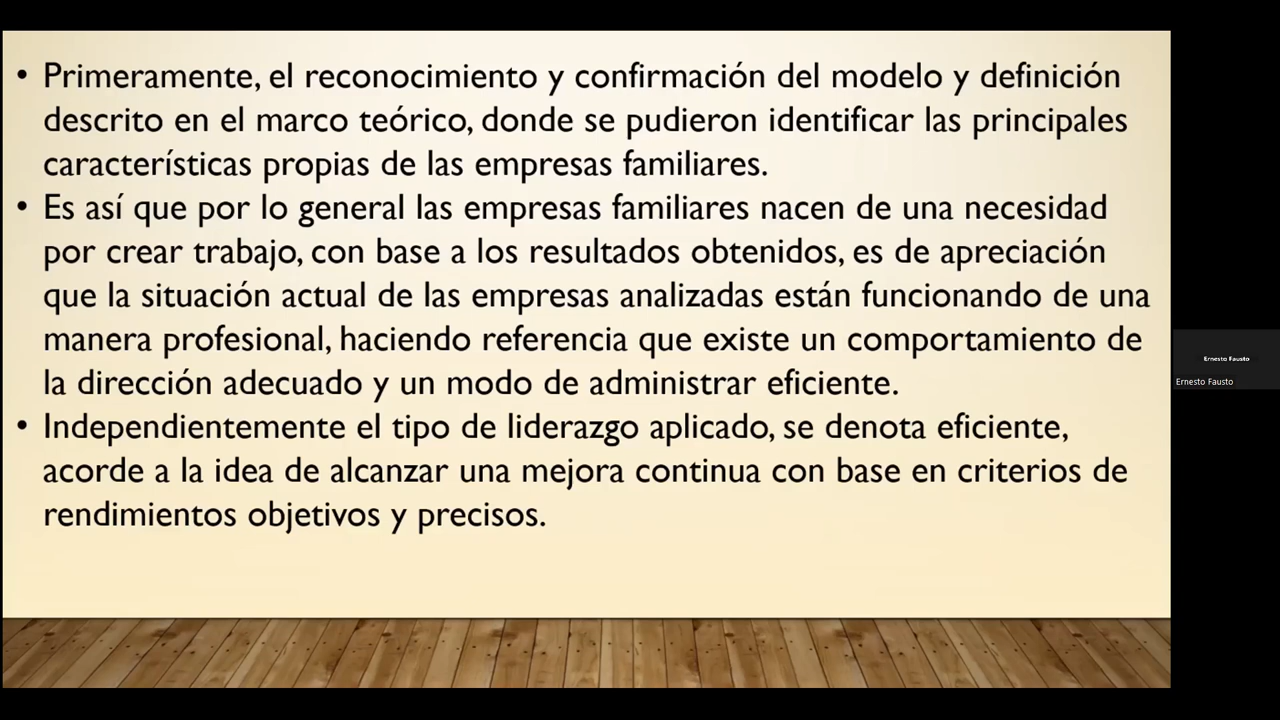 • Primeramente, el reconocimiento y confirmación del modelo y definición
descrito en el marco teórico, donde se pudieron identificar las principales
características propias de las empresas familiares.
• Es así que por lo general las empresas familiares nacen de una necesidad
por crear trabajo, con base a los resultados obtenidos, es de apreciación
que la situación actual de las empresas analizadas están funcionando de una
manera profesional, haciendo referencia que existe un comportamiento de
la dirección adecuado y un modo de administrar eficiente.
• Independientemente el tipo de liderazgo aplicado, se denota eficiente,
acorde a la idea de alcanzar una mejora continua con base en criterios de
rendimientos objetivos y precisos.
Ernesto Fausto
Ernesto Fausto